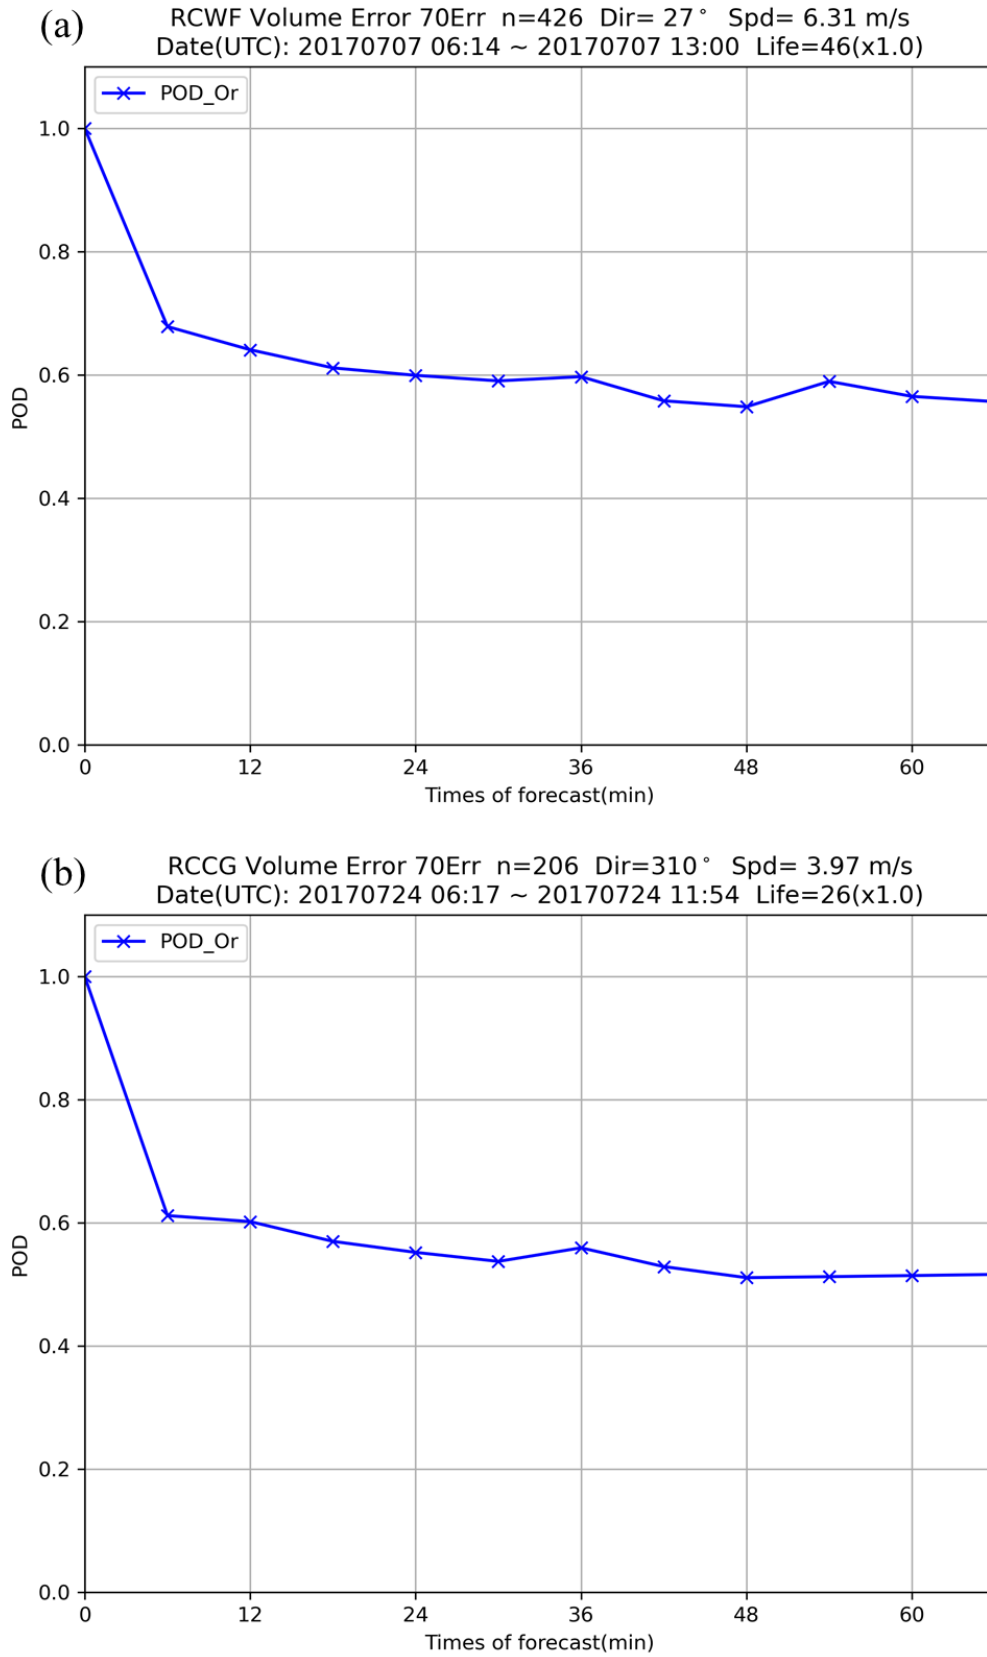 (a)
RCWF Volume Error 70Err n=426 Dir= 27° Spd= 6.31 m/s
Date(UTC): 20170707 06:14 ~ 20170707 13:00 Life=46(x1.0)
POD_Or
1.0
0.8
0.6
0.4
0.2
0.0
POD
0 12 24 36 48 60
Times of forecast(min)
(b)
RCCG Volume Error 70Err n=206 Dir=310° Spd= 3.97 m/s
Date(UTC): 20170724 06:17 ~ 20170724 11:54 Life=26(x1.0)
POD_Or
1.0
0.8
0.6
0.4
0.2
0.0
POD
0 12 24 36 48 60
Times of forecast(min)